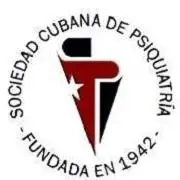 SOCIEDAD CUBANA DE PSIQUIATRÍA
- FUNDADA EN 1942 -